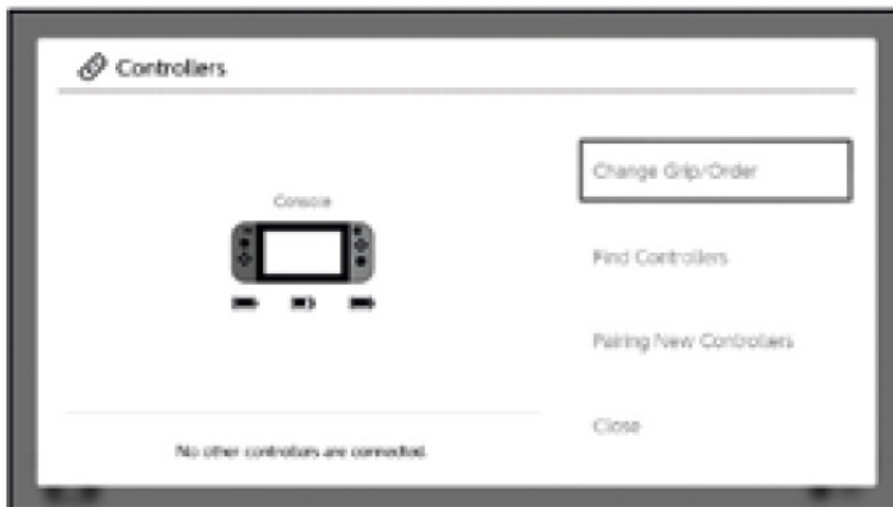 Controllers
Console
No other controllers are connected.
Change Grip/Order
Find Controllers
Pairing New Controllers
Close